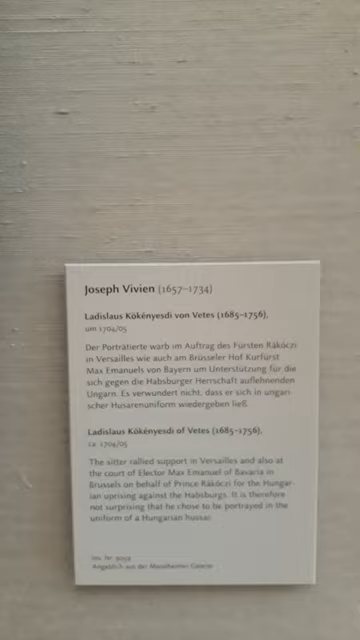 Joseph Vivien (1657–1734)
Ladislaus Kökényesdi von Vetes (1685–1756),
um 1704/05
Der Porträtierte warb im Auftrag des Fürsten Rákóczi
in Versailles wie auch am Brüsseler Hof Kurfürst
Max Emanuels von Bayern um Unterstützung für die
sich gegen die Habsburger Herrschaft auflehnenden
Ungarn. Es verwundert nicht, dass er sich in ungari-
scher Husarenuniform wiedergeben ließ.
Ladislaus Kökényesdi of Vetes (1685–1756),
ca. 1704/05
The sitter rallied support in Versailles and also at
the court of Elector Max Emanuel of Bavaria in
Brussels on behalf of Prince Rákóczi for the Hungar-
ian uprising against the Habsburgs. It is therefore
not surprising that he chose to be portrayed in the
uniform of a Hungarian hussar.
Inv. Nr.
Angeblich aus der Mannheimer Galerie